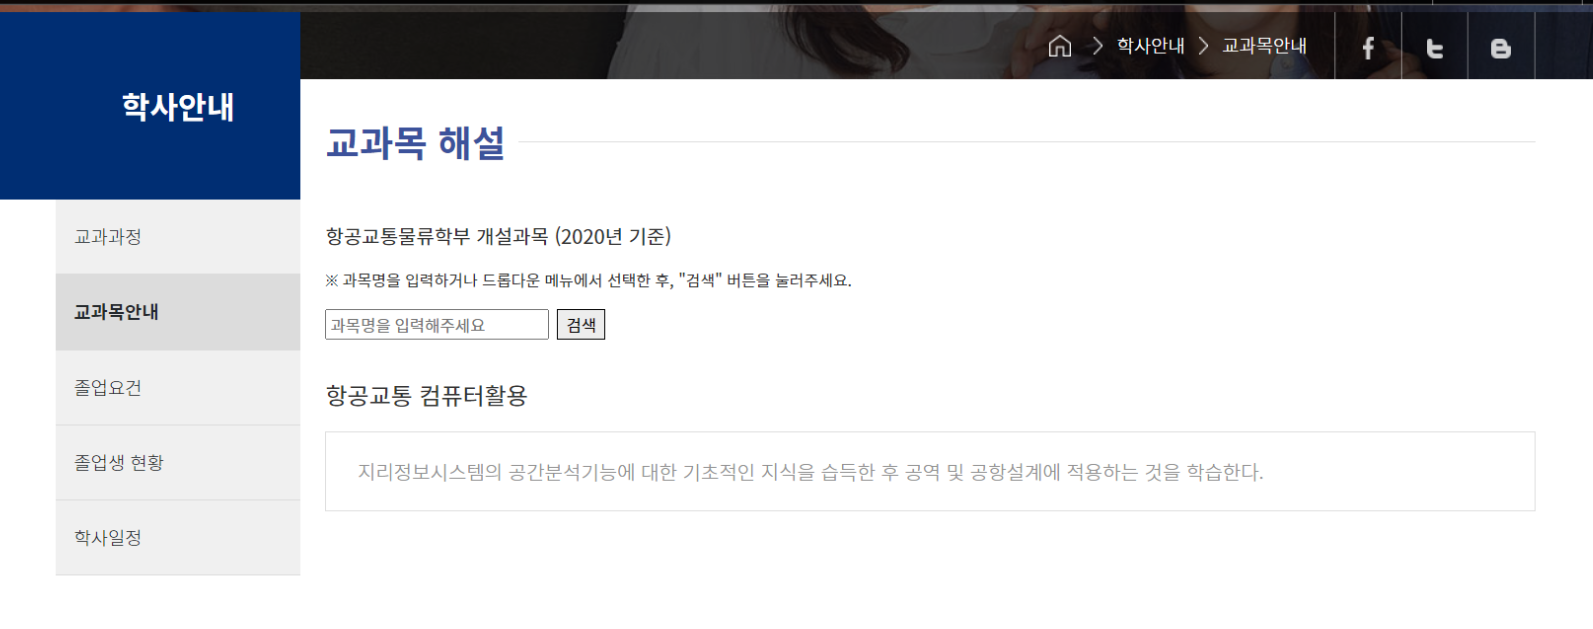 학사안내 교과목안내
학사안내
교과목 해설
교과과정
교과목안내
졸업요건
졸업생 현황
학사일정
항공교통물류학부 개설과목 (2020년 기준)
※ 과목명을 입력하거나 드롭다운 메뉴에서 선택한 후, "검색" 버튼을 눌러주세요.
과목명을 입력해주세요 검색
항공교통 컴퓨터활용
지리정보시스템의 공간분석기능에 대한 기초적인 지식을 습득한 후 공역 및 공항설계에 적용하는 것을 학습한다.